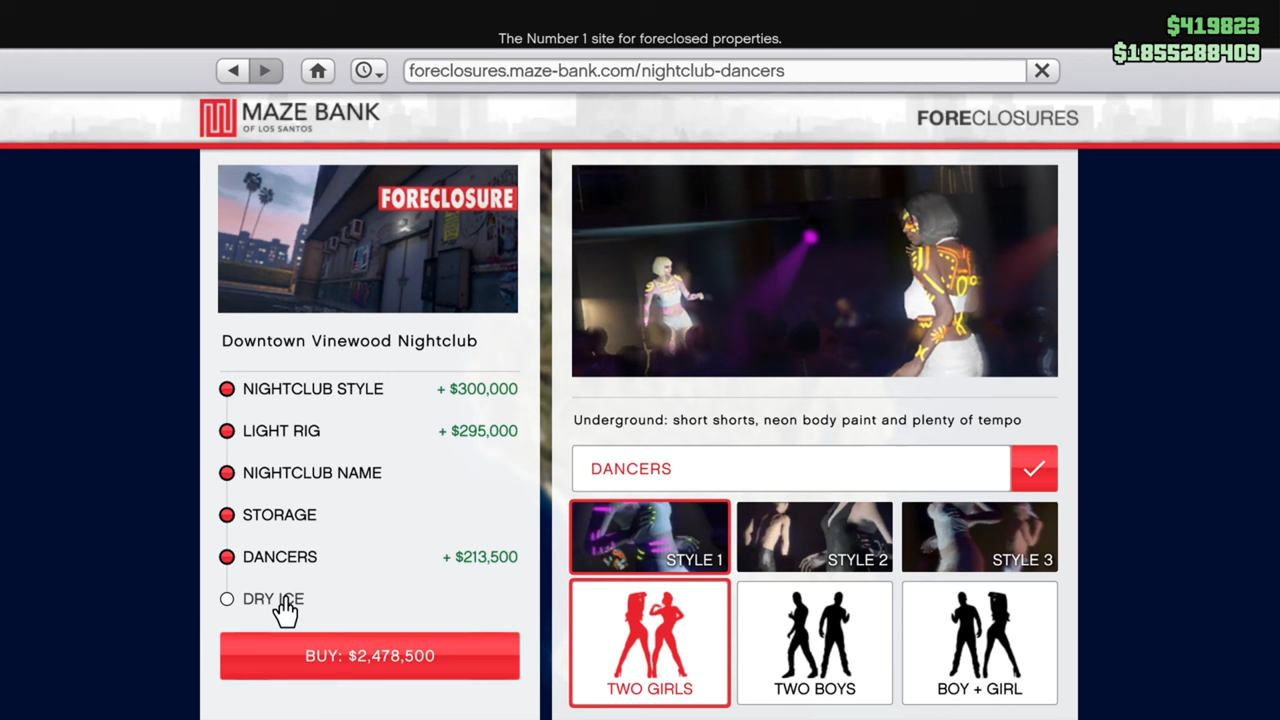 $419823
The Number 1 site for foreclosed properties.
$1855288409
foreclosures.maze-bank.com/nightclub-dancers
MAZE BANK
OF LOS SANTOS
FORECLOSURES
FORECLOSURE
Downtown Vinewood Nightclub
NIGHTCLUB STYLE + $300,000
LIGHT RIG + $295,000
NIGHTCLUB NAME
STORAGE
DANCERS + $213,500
DRY ICE
BUY: $2,478,500
Underground: short shorts, neon body paint and plenty of tempo
DANCERS
STYLE 1
STYLE 2
STYLE 3
TWO GIRLS
TWO BOYS
BOY + GIRL